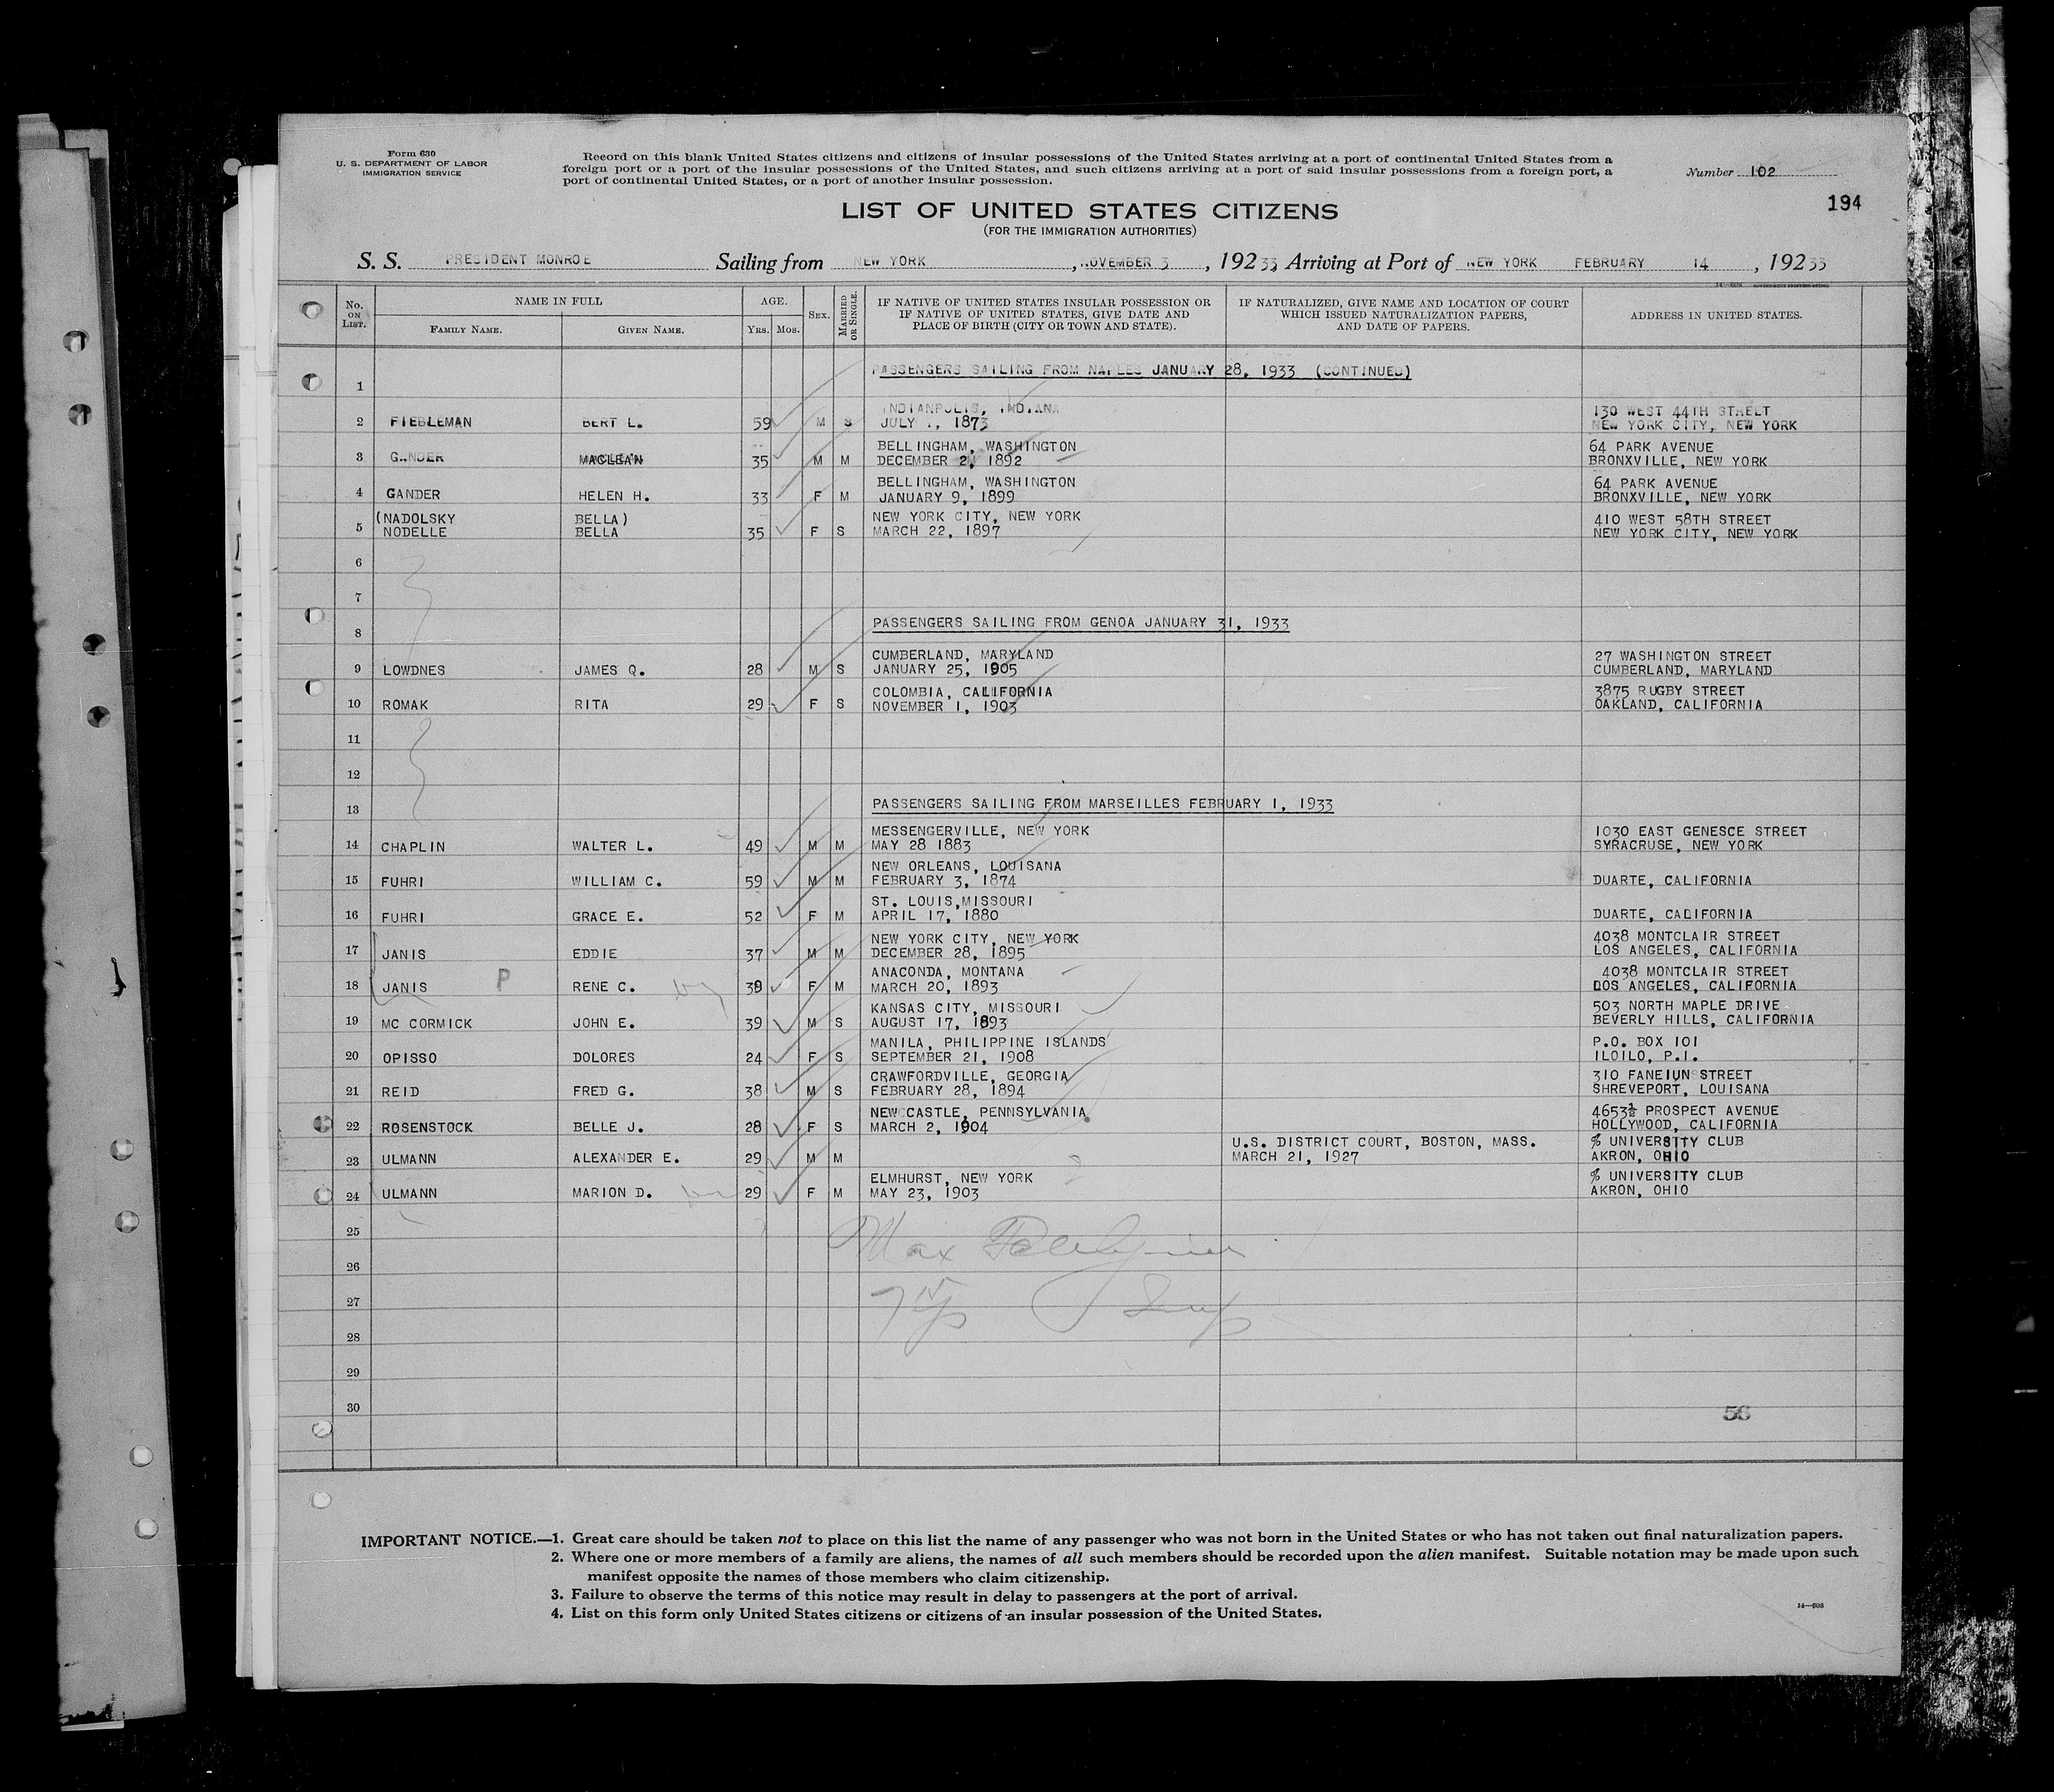 Form 630
U. S. DEPARTMENT OF LABOR
IMMIGRATION SERVICE
Record on this blank United States citizens and citizens of insular possessions of the United States arriving at a port of continental United States from a
foreign port or a port of the insular possessions of the United States, and such citizens arriving at a port of said insular possessions from a foreign port, a
port of continental United States, or a port of another insular possession.
Number 102
194
LIST OF UNITED STATES CITIZENS
(FOR THE IMMIGRATION AUTHORITIES)
S. S. PRESIDENT MONROE Sailing from NEW YORK, NOVEMBER 3, 19233 Arriving at Port of NEW YORK FEBRUARY 14, 19233
No. ON LIST. NAME IN FULL AGE. SEX. MARRIED OR SINGLE. IF NATIVE OF UNITED STATES INSULAR POSSESSION OR IF NATIVE OF UNITED STATES, GIVE DATE AND PLACE OF BIRTH (CITY OR TOWN AND STATE). IF NATURALIZED, GIVE NAME AND LOCATION OF COURT WHICH ISSUED NATURALIZATION PAPERS, AND DATE OF PAPERS. ADDRESS IN UNITED STATES.
FAMILY NAME. GIVEN NAME. YRS. MOS.
PASSENGERS SAILING FROM NAPLES JANUARY 28, 1933 (CONTINUED)
1
INDIANPOLIS, INDIANA 130 WEST 44TH STREET
2 FIEBLEMAN BERT L. 59 M S JULY 1, 1873 NEW YORK CITY, NEW YORK
BELLINGHAM, WASHINGTON 64 PARK AVENUE
3 GANDER MACLEAN 35 M M DECEMBER 2, 1892 BRONXVILLE, NEW YORK
BELLINGHAM, WASHINGTON 64 PARK AVENUE
4 GANDER HELEN H. 33 F M JANUARY 9, 1899 BRONXVILLE, NEW YORK
(NADOLSKY BELLA) NEW YORK CITY, NEW YORK 410 WEST 58TH STREET
5 NODELLE BELLA 35 F S MARCH 22, 1897 NEW YORK CITY, NEW YORK
6
7
PASSENGERS SAILING FROM GENOA JANUARY 31, 1933
8
CUMBERLAND, MARYLAND 27 WASHINGTON STREET
9 LOWDNES JAMES Q. 28 M S JANUARY 25, 1905 CUMBERLAND, MARYLAND
COLOMBIA, CALIFORNIA 3875 RUGBY STREET
10 ROMAK RITA 29 F S NOVEMBER 1, 1903 OAKLAND, CALIFORNIA
11
12
13 PASSENGERS SAILING FROM MARSEILLES FEBRUARY 1, 1933
MESSENGERVILLE, NEW YORK 1030 EAST GENESCE STREET
14 CHAPLIN WALTER L. 49 M M MAY 28 1883 SYRACRUSE, NEW YORK
NEW ORLEANS, LOUISANA
15 FUHRI WILLIAM C. 59 M M FEBRUARY 3, 1874 DUARTE, CALIFORNIA
ST. LOUIS,MISSOURI
16 FUHRI GRACE E. 52 F M APRIL 17, 1880 DUARTE, CALIFORNIA
NEW YORK CITY, NEW YORK 4038 MONTCLAIR STREET
17 JANIS EDDIE 37 M M DECEMBER 28, 1895 LOS ANGELES, CALIFORNIA
ANACONDA, MONTANA 4038 MONTCLAIR STREET
18 JANIS P RENE C. 39 F M MARCH 20, 1893 LOS ANGELES, CALIFORNIA
KANSAS CITY, MISSOURI 503 NORTH MAPLE DRIVE
19 MC CORMICK JOHN E. 39 M S AUGUST 17, 1893 BEVERLY HILLS, CALIFORNIA
MANILA, PHILIPPINE ISLANDS P.O. BOX 101
20 OPISSO DOLORES 24 F S SEPTEMBER 21, 1908 ILOILO, P.I.
CRAWFORDVILLE, GEORGIA 310 FANEIUN STREET
21 REID FRED G. 38 M S FEBRUARY 28, 1894 SHREVEPORT, LOUISANA
NEW CASTLE, PENNSYLVANIA 4653½ PROSPECT AVENUE
22 ROSENSTOCK BELLE J. 28 F S MARCH 2, 1904 HOLLYWOOD, CALIFORNIA
U.S. DISTRICT COURT, BOSTON, MASS. % UNIVERSITY CLUB
23 ULMANN ALEXANDER E. 29 M M MARCH 21, 1927 AKRON, OHIO
ELMHURST, NEW YORK % UNIVERSITY CLUB
24 ULMANN MARION D. 29 F M MAY 23, 1903 AKRON, OHIO
25
Max
26
27
28
29
30
56
IMPORTANT NOTICE.—1. Great care should be taken not to place on this list the name of any passenger who was not born in the United States or who has not taken out final naturalization papers.
2. Where one or more members of a family are aliens, the names of all such members should be recorded upon the alien manifest. Suitable notation may be made upon such
manifest opposite the names of those members who claim citizenship.
3. Failure to observe the terms of this notice may result in delay to passengers at the port of arrival.
4. List on this form only United States citizens or citizens of an insular possession of the United States.
14—608